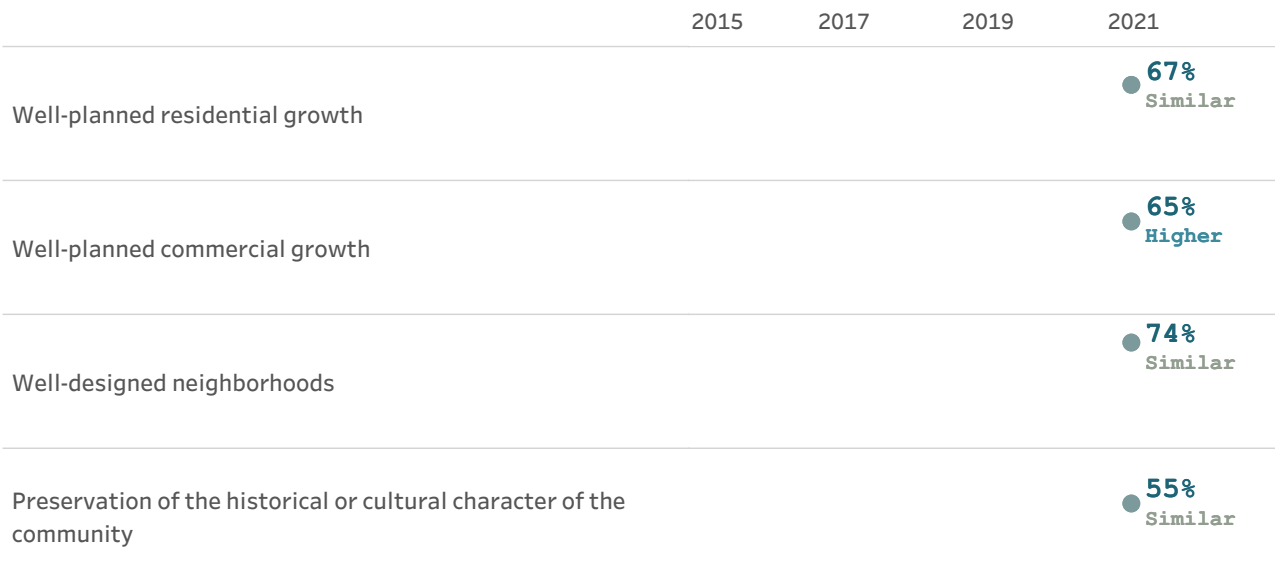 2015 2017 2019 2021
67%
Similar
Well-planned residential growth
65%
Higher
Well-planned commercial growth
74%
Similar
Well-designed neighborhoods
55%
Similar
Preservation of the historical or cultural character of the
community